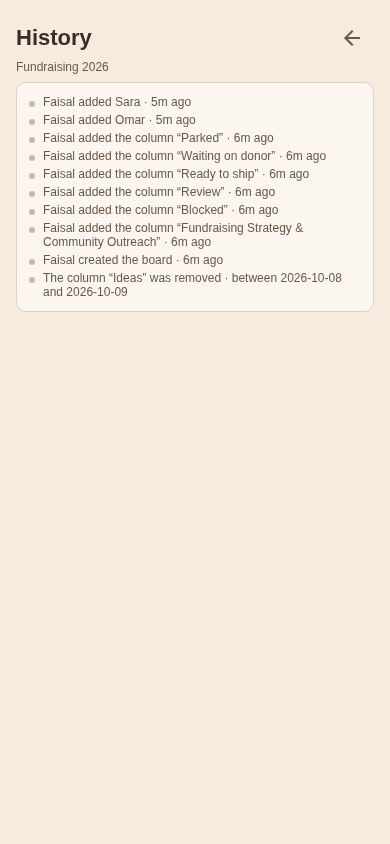 History
Fundraising 2026
Faisal added Sara · 5m ago
Faisal added Omar · 5m ago
Faisal added the column “Parked” · 6m ago
Faisal added the column “Waiting on donor” · 6m ago
Faisal added the column “Ready to ship” · 6m ago
Faisal added the column “Review” · 6m ago
Faisal added the column “Blocked” · 6m ago
Faisal added the column “Fundraising Strategy &
Community Outreach” · 6m ago
Faisal created the board · 6m ago
The column “Ideas” was removed · between 2026-10-08
and 2026-10-09